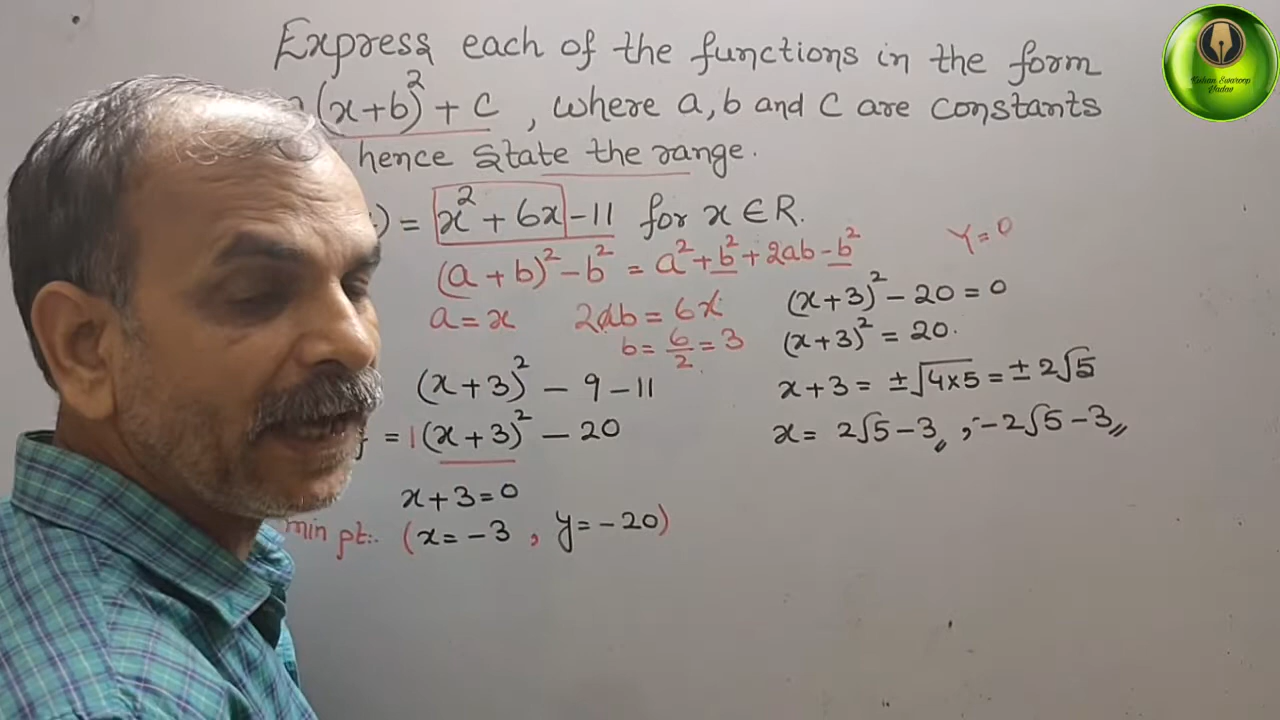 Express each of the functions in the form
(x+b)² + C , where a, b and C are constants
hence state the range.
) = x² + 6x - 11 for x ∈ R.
(a + b)² - b² = a² + b² + 2ab - b²
a = x 2ab = 6x
b = 6/2 = 3
(x+3)² - 9 - 11
y = 1(x+3)² - 20
x + 3 = 0
min pt:- (x = -3 , y = -20)
Y = 0
(x+3)² - 20 = 0
(x+3)² = 20.
x + 3 = ±√4×5 = ±2√5
x = 2√5 - 3 , -2√5 - 3
Kishan Swaroop
Yadav